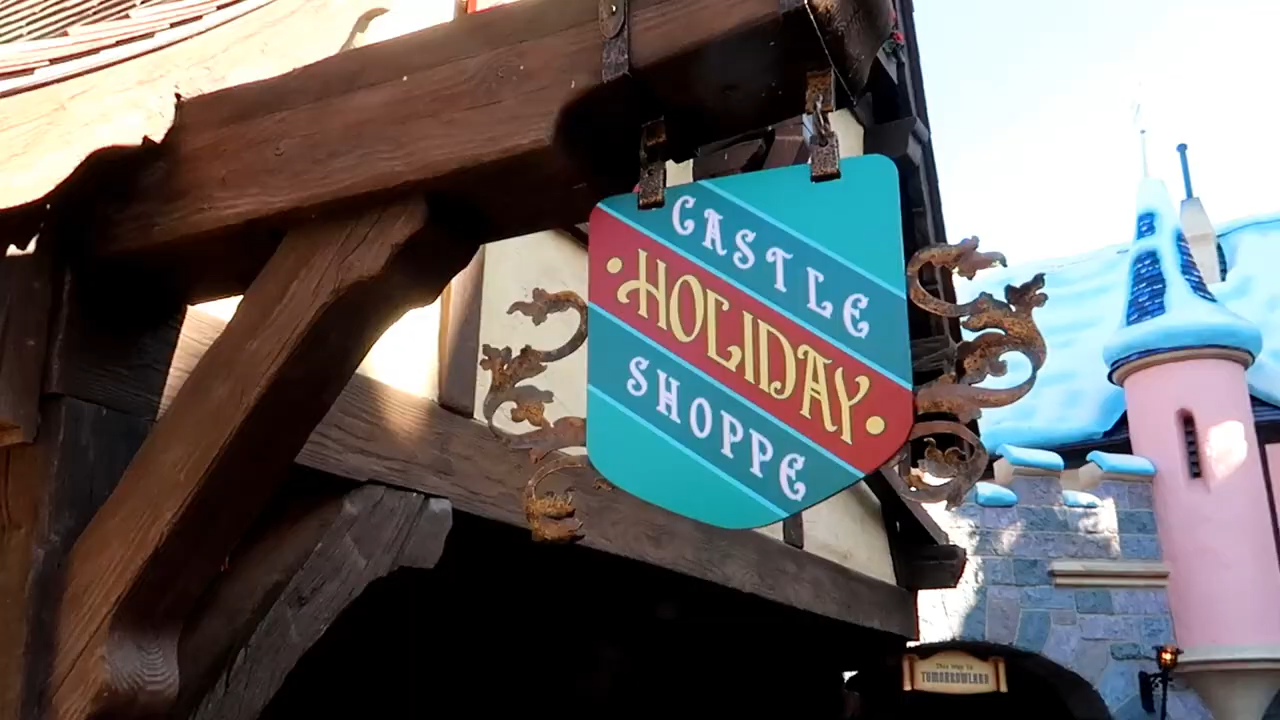 CASTLE
HOLIDAY
SHOPPE
This Way to
TOMORROWLAND